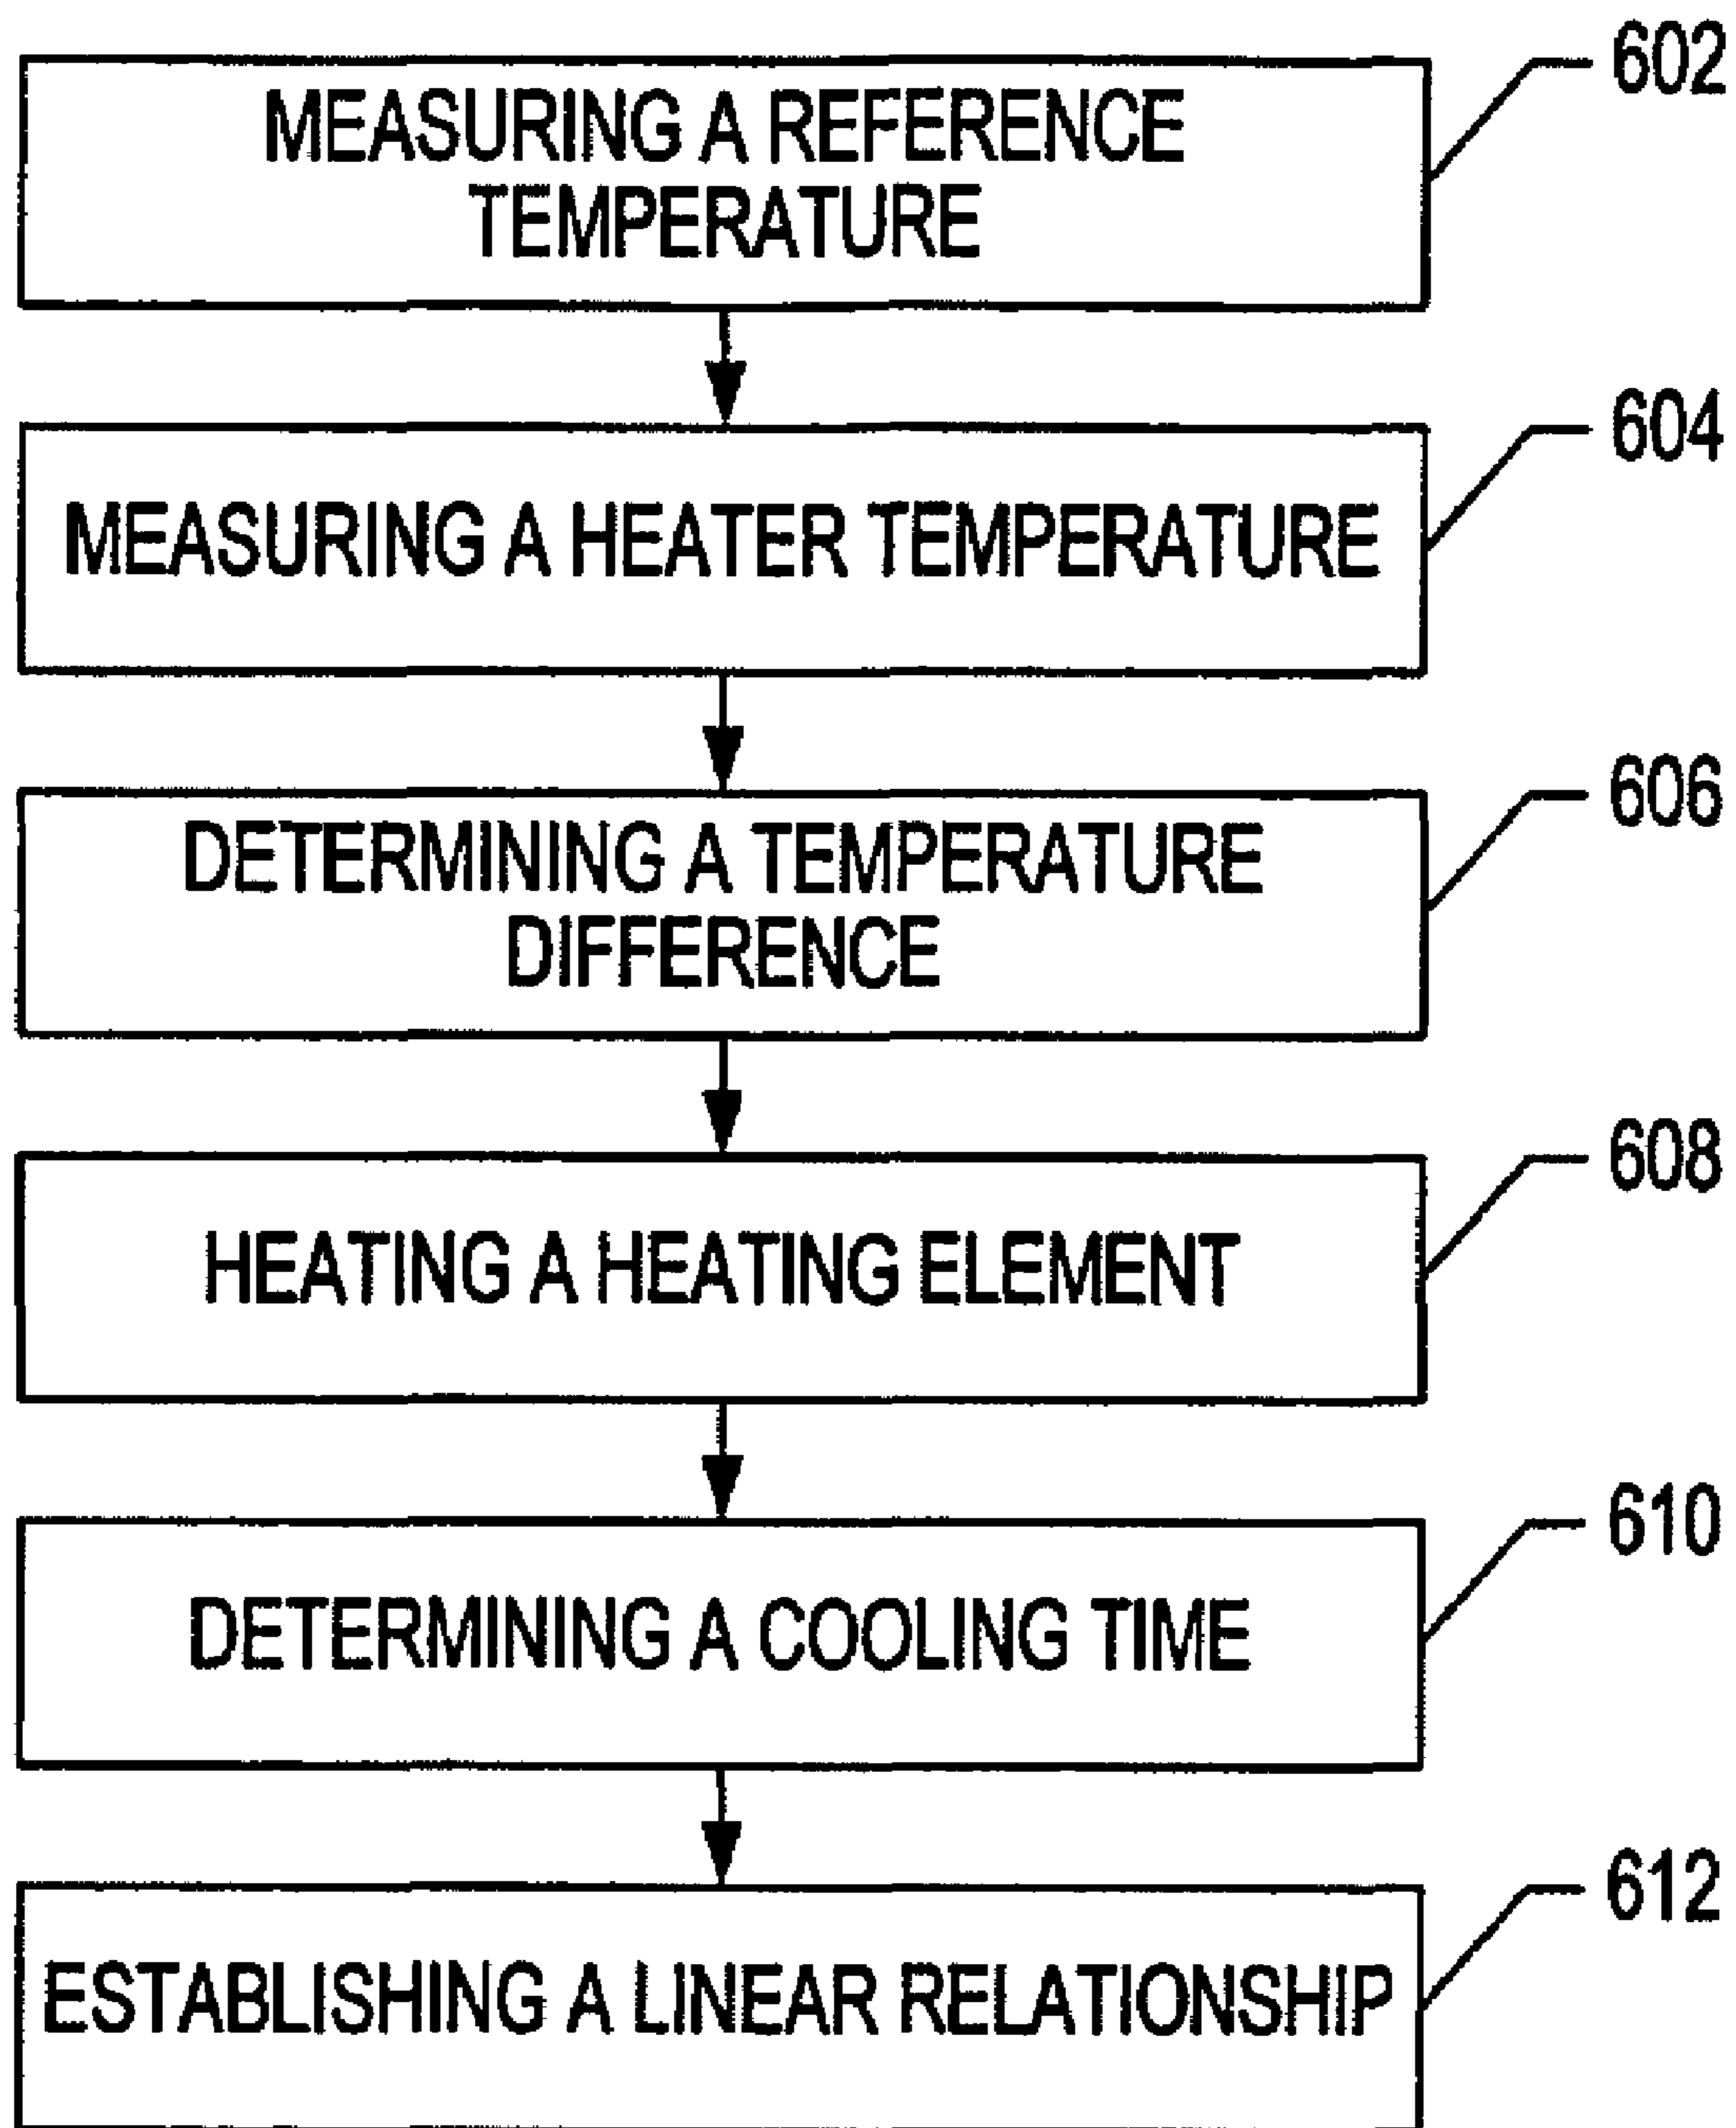 602
MEASURING A REFERENCE
TEMPERATURE
604
MEASURING A HEATER TEMPERATURE
606
DETERMINING A TEMPERATURE
DIFFERENCE
608
HEATING A HEATING ELEMENT
610
DETERMINING A COOLING TIME
612
ESTABLISHING A LINEAR RELATIONSHIP